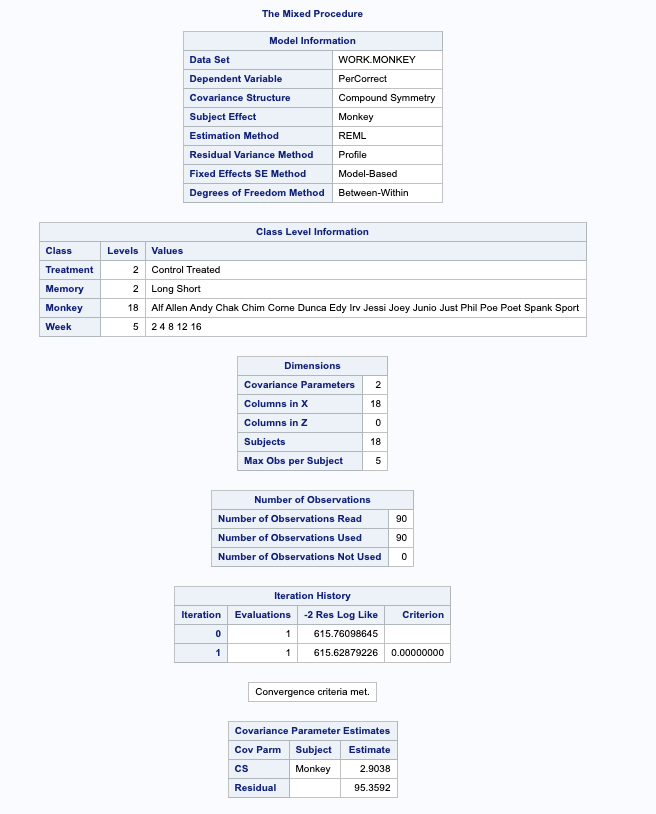 The Mixed Procedure
Model Information
Data Set WORK.MONKEY
Dependent Variable PerCorrect
Covariance Structure Compound Symmetry
Subject Effect Monkey
Estimation Method REML
Residual Variance Method Profile
Fixed Effects SE Method Model-Based
Degrees of Freedom Method Between-Within
Class Level Information
Class Levels Values
Treatment 2 Control Treated
Memory 2 Long Short
Monkey 18 Alf Allen Andy Chak Chim Corne Dunca Edy Irv Jessi Joey Junio Just Phil Poe Poet Spank Sport
Week 5 2 4 8 12 16
Dimensions
Covariance Parameters 2
Columns in X 18
Columns in Z 0
Subjects 18
Max Obs per Subject 5
Number of Observations
Number of Observations Read 90
Number of Observations Used 90
Number of Observations Not Used 0
Iteration History
Iteration Evaluations -2 Res Log Like Criterion
0 1 615.76098645
1 1 615.62879226 0.00000000
Convergence criteria met.
Covariance Parameter Estimates
Cov Parm Subject Estimate
CS Monkey 2.9038
Residual 95.3592